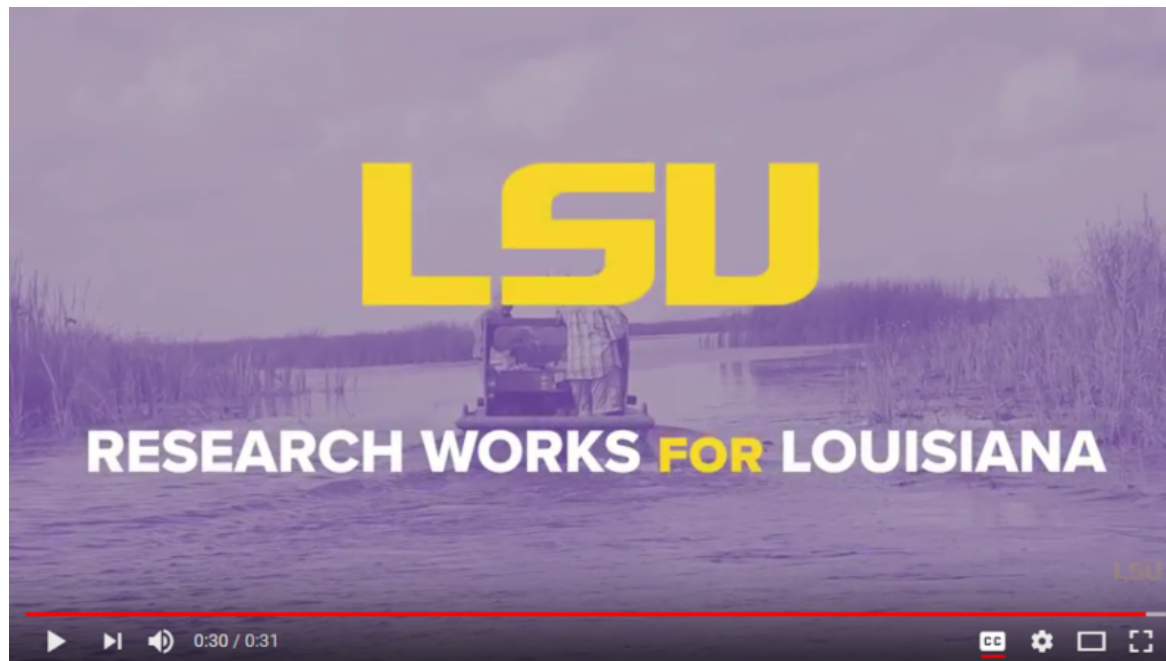 LSU
RESEARCH WORKS FOR LOUISIANA
LSU
0:30 / 0:31
CC